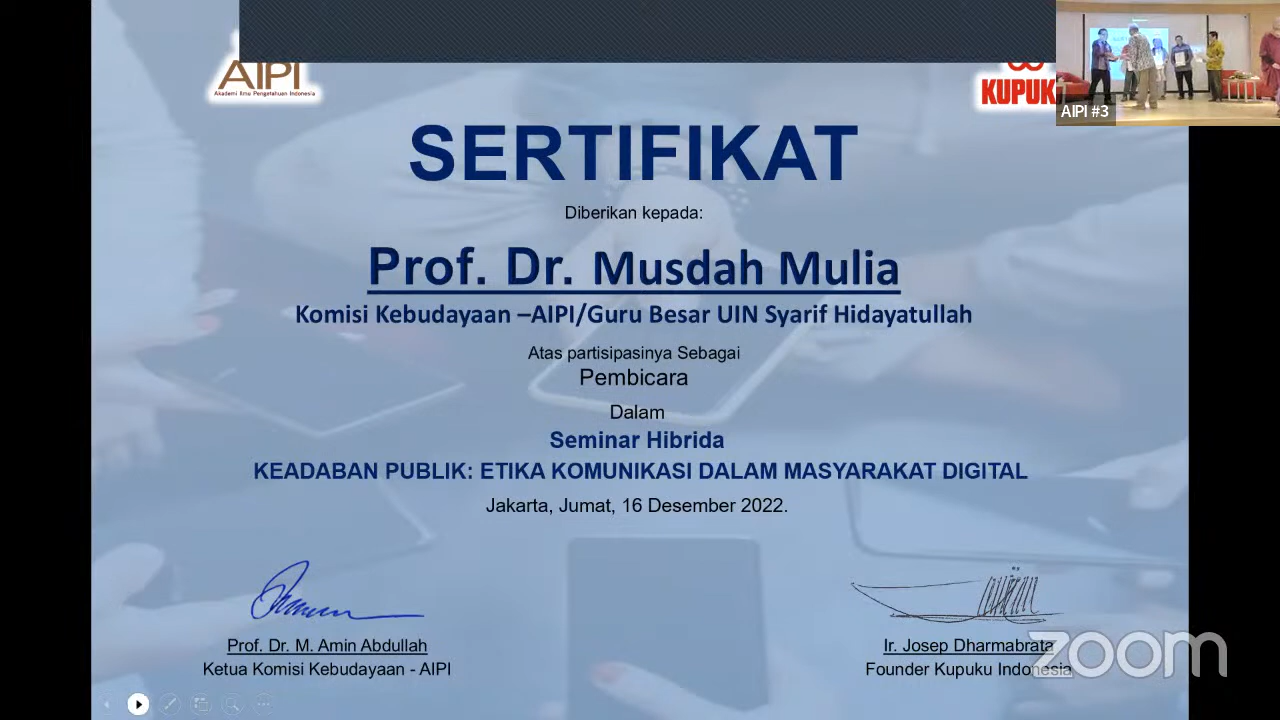 AIPI
Akademi Ilmu Pengetahuan Indonesia
KUPUK
AIPI #3
SERTIFIKAT
Diberikan kepada:
Prof. Dr. Musdah Mulia
Komisi Kebudayaan –AIPI/Guru Besar UIN Syarif Hidayatullah
Atas partisipasinya Sebagai
Pembicara
Dalam
Seminar Hibrida
KEADABAN PUBLIK: ETIKA KOMUNIKASI DALAM MASYARAKAT DIGITAL
Jakarta, Jumat, 16 Desember 2022.
Prof. Dr. M. Amin Abdullah
Ketua Komisi Kebudayaan - AIPI
Ir. Josep Dharmabrata
Founder Kupuku Indonesia
zoom